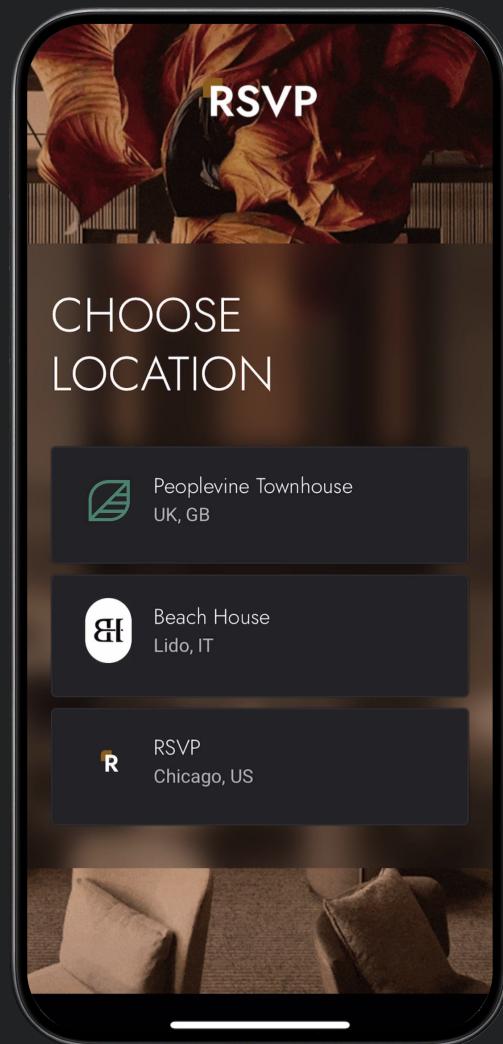 RSVP
CHOOSE
LOCATION
Peoplevine Townhouse
UK, GB
BH
Beach House
Lido, IT
R
RSVP
Chicago, US